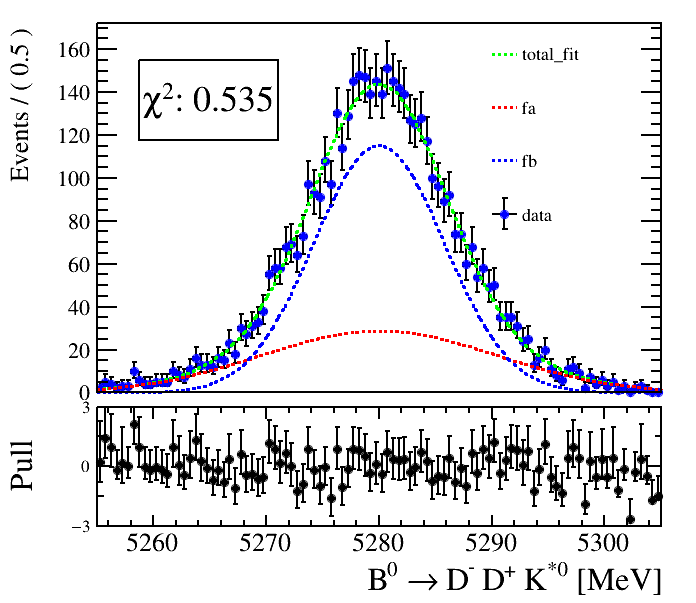 Events / ( 0.5 )
160
140
120
100
80
60
40
20
0
χ²: 0.535
total_fit
fa
fb
data
Pull
3
0
−3
5260 5270 5280 5290 5300
B⁰ → D⁻ D⁺ K*⁰ [MeV]